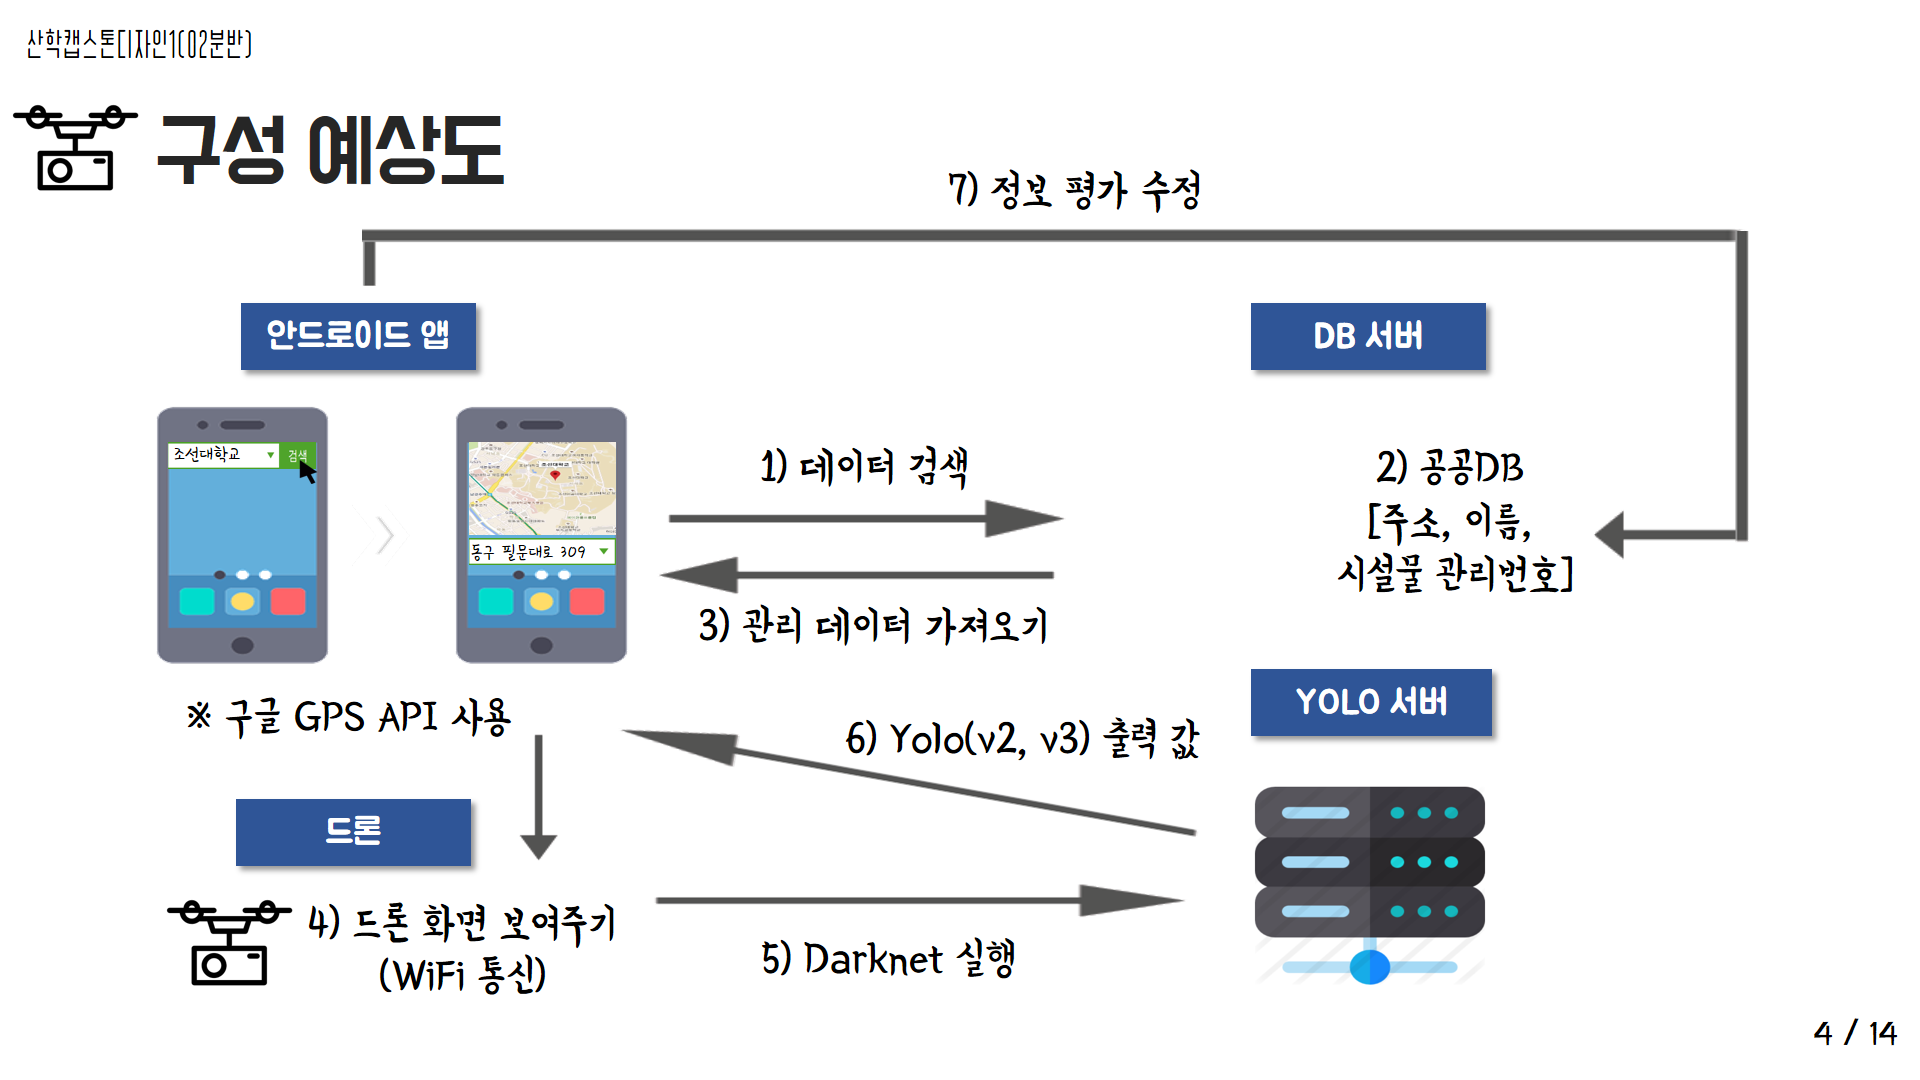 산학캡스톤디자인1(02분반)
구성 예상도
7) 정보 평가 수정
안드로이드 앱
DB 서버
조선대학교
검색
조선대학교
동구 필문대로 309
1) 데이터 검색
2) 공공DB
[주소, 이름,
시설물 관리번호]
3) 관리 데이터 가져오기
※ 구글 GPS API 사용
YOLO 서버
6) Yolo(v2, v3) 출력 값
드론
4) 드론 화면 보여주기
(WiFi 통신)
5) Darknet 실행
4 / 14